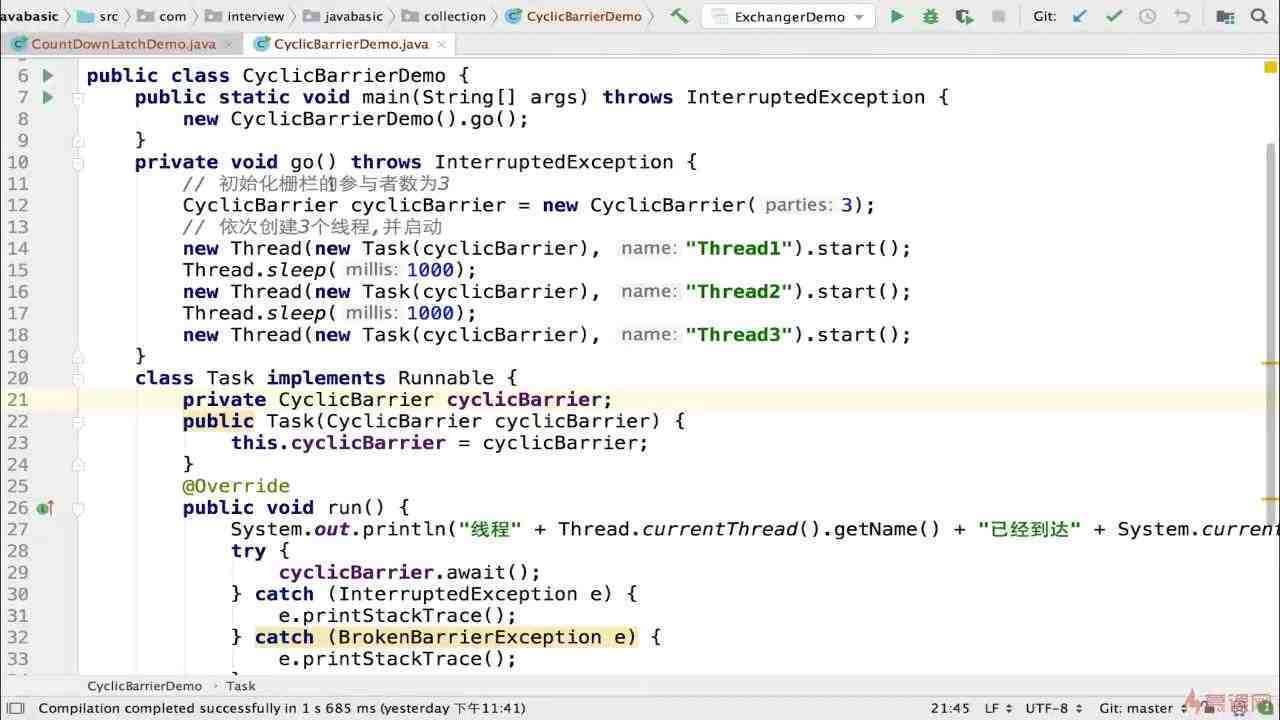 javabasic src com interview javabasic collection CyclicBarrierDemo ExchangerDemo Git:
CountDownLatchDemo.java CyclicBarrierDemo.java
6 public class CyclicBarrierDemo {
7 public static void main(String[] args) throws InterruptedException {
8 new CyclicBarrierDemo().go();
9 }
10 private void go() throws InterruptedException {
11 // 初始化栅栏的参与者数为3
12 CyclicBarrier cyclicBarrier = new CyclicBarrier( parties: 3);
13 // 依次创建3个线程,并启动
14 new Thread(new Task(cyclicBarrier), name: "Thread1").start();
15 Thread.sleep( millis: 1000);
16 new Thread(new Task(cyclicBarrier), name: "Thread2").start();
17 Thread.sleep( millis: 1000);
18 new Thread(new Task(cyclicBarrier), name: "Thread3").start();
19 }
20 class Task implements Runnable {
21 private CyclicBarrier cyclicBarrier;
22 public Task(CyclicBarrier cyclicBarrier) {
23 this.cyclicBarrier = cyclicBarrier;
24 }
25 @Override
26 public void run() {
27 System.out.println("线程" + Thread.currentThread().getName() + "已经到达" + System.current
28 try {
29 cyclicBarrier.await();
30 } catch (InterruptedException e) {
31 e.printStackTrace();
32 } catch (BrokenBarrierException e) {
33 e.printStackTrace();
CyclicBarrierDemo › Task
Compilation completed successfully in 1 s 685 ms (yesterday 下午11:41) 21:45 LF UTF-8 Git: master